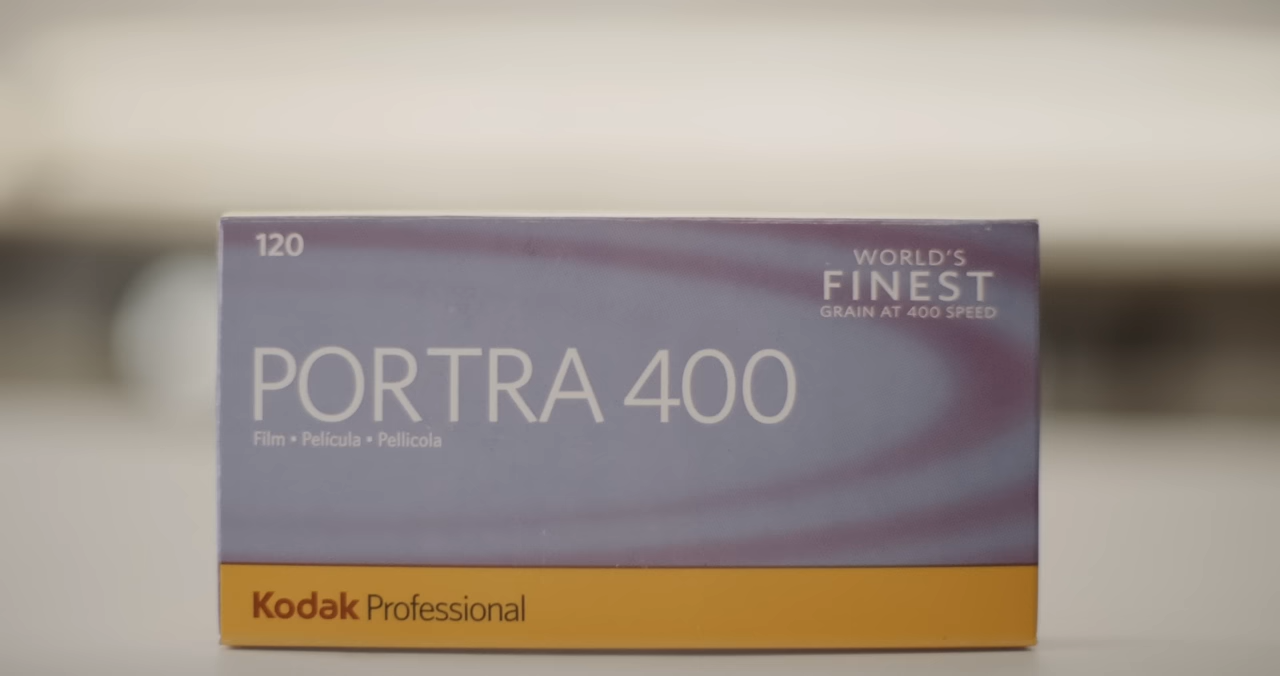 120
WORLD'S
FINEST
GRAIN AT 400 SPEED
PORTRA 400
Film • Película • Pellicola
Kodak Professional